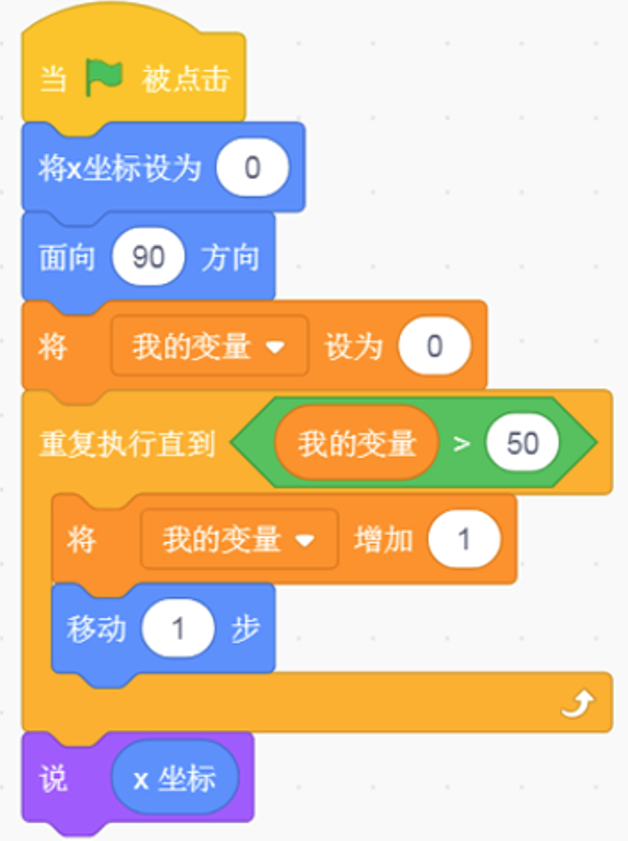 当 被点击
将x坐标设为 0
面向 90 方向
将 我的变量 设为 0
重复执行直到 我的变量 > 50
将 我的变量 增加 1
移动 1 步
说 x 坐标